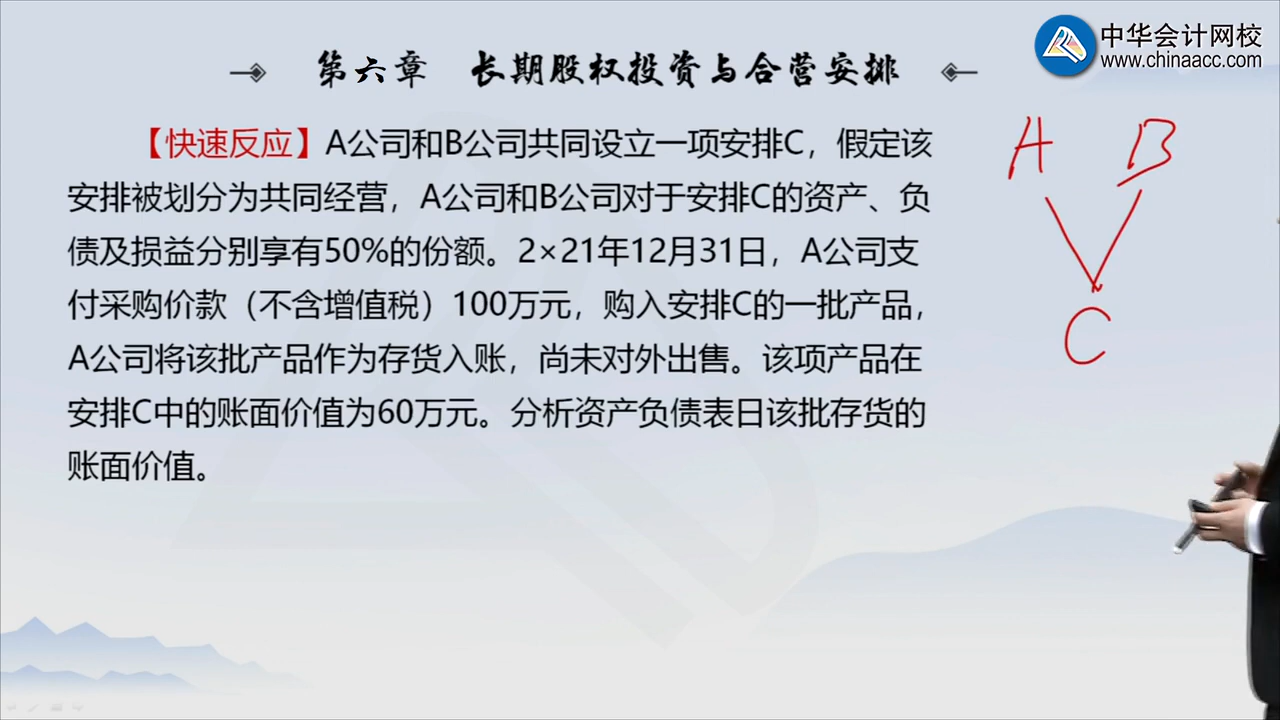 中华会计网校
www.chinaacc.com
第六章 长期股权投资与合营安排
【快速反应】A公司和B公司共同设立一项安排C，假定该
安排被划分为共同经营，A公司和B公司对于安排C的资产、负
债及损益分别享有50%的份额。2×21年12月31日，A公司支
付采购价款（不含增值税）100万元，购入安排C的一批产品，
A公司将该批产品作为存货入账，尚未对外出售。该项产品在
安排C中的账面价值为60万元。分析资产负债表日该批存货的
账面价值。
A B
C